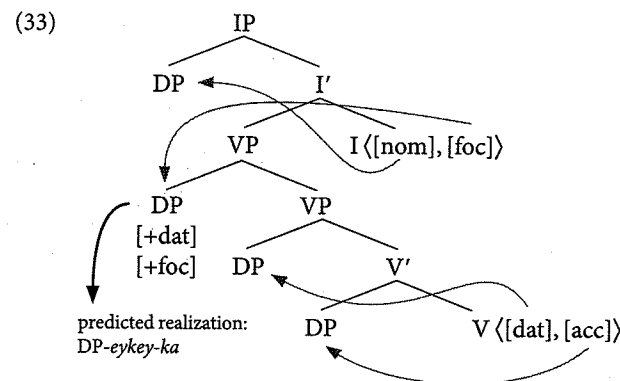 (33)
IP
DP I′
VP I ⟨[nom], [foc]⟩
DP VP
[+dat]
[+foc] DP V′
predicted realization: DP V ⟨[dat], [acc]⟩
DP-eykey-ka